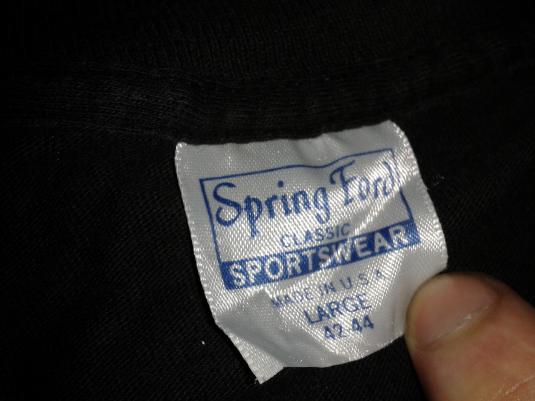 Spring Ford
CLASSIC
SPORTSWEAR
MADE IN U.S.A.
LARGE
42 44